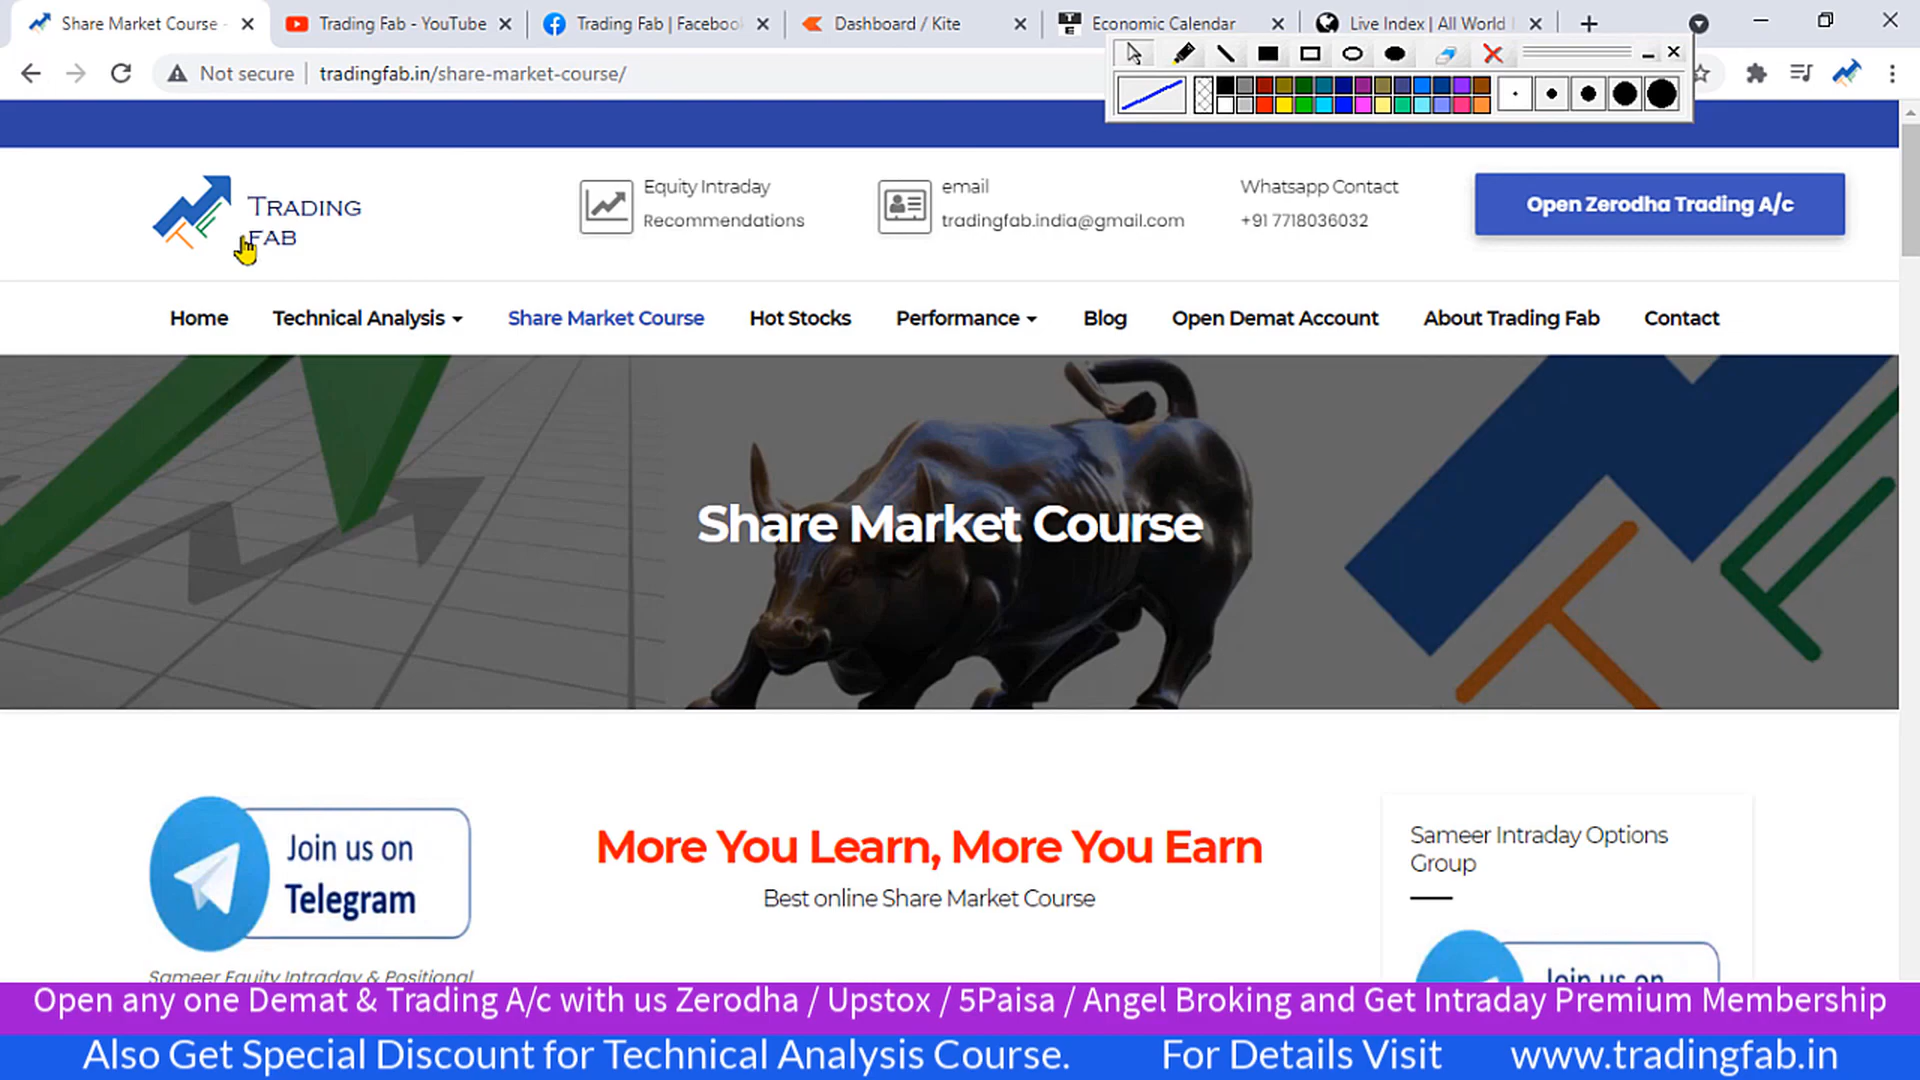 Share Market Course -
Trading Fab - YouTube
Trading Fab | Faceboo
Dashboard / Kite
Economic Calendar
Live Index | All World
Not secure
tradingfab.in/share-market-course/
TRADING
FAB
Equity Intraday
Recommendations
email
tradingfab.india@gmail.com
Whatsapp Contact
+91 7718036032
Open Zerodha Trading A/c
Home
Technical Analysis
Share Market Course
Hot Stocks
Performance
Blog
Open Demat Account
About Trading Fab
Contact
Share Market Course
Join us on
Telegram
Sameer Equity Intraday & Positional
More You Learn, More You Earn
Best online Share Market Course
Sameer Intraday Options
Group
Join us on
Open any one Demat & Trading A/c with us Zerodha / Upstox / 5Paisa / Angel Broking and Get Intraday Premium Membership
Also Get Special Discount for Technical Analysis Course. For Details Visit www.tradingfab.in